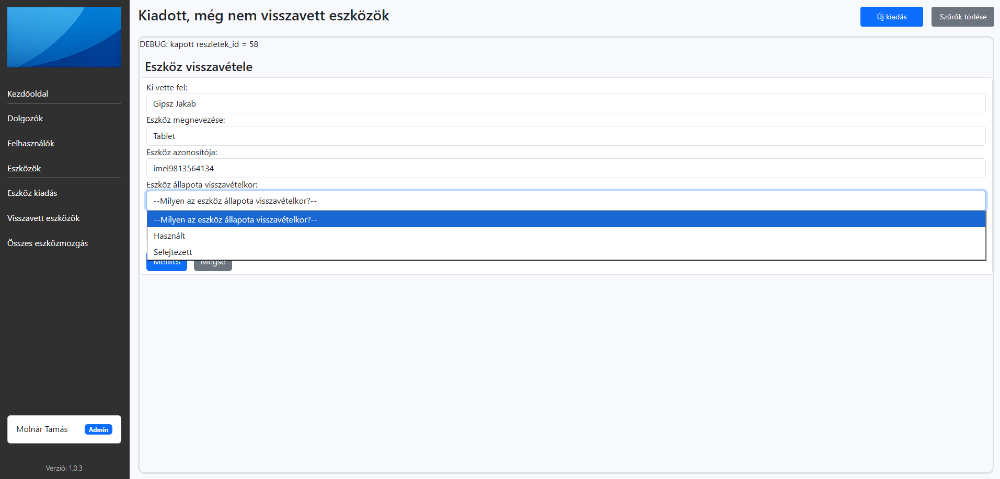 Kezdőoldal
Dolgozók
Felhasználók
Eszközök
Eszköz kiadás
Visszavett eszközök
Összes eszközmozgás
Molnár Tamás Admin
Verzió: 1.0.3
Kiadott, még nem visszavett eszközök
Új kiadás
Szűrők törlése
DEBUG: kapott reszletek_id = 58
Eszköz visszavétele
Ki vette fel:
Gipsz Jakab
Eszköz megnevezése:
Tablet
Eszköz azonosítója:
imei9813564134
Eszköz állapota visszavételkor:
--Milyen az eszköz állapota visszavételkor?--
--Milyen az eszköz állapota visszavételkor?--
Használt
Selejtezett
Mentés Mégse